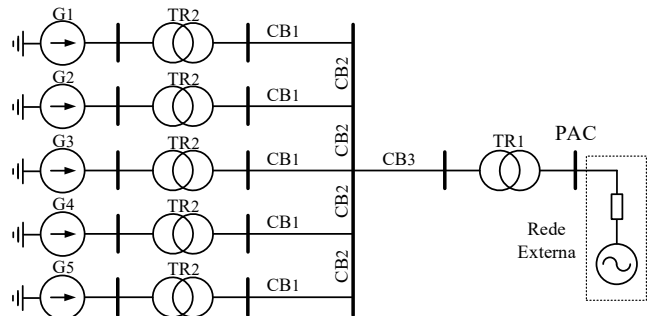 G1 TR2 CB1
CB2
G2 TR2 CB1
CB2
G3 TR2 CB1 CB3 TR1 PAC
CB2
G4 TR2 CB1
Rede
Externa
CB2
G5 TR2 CB1